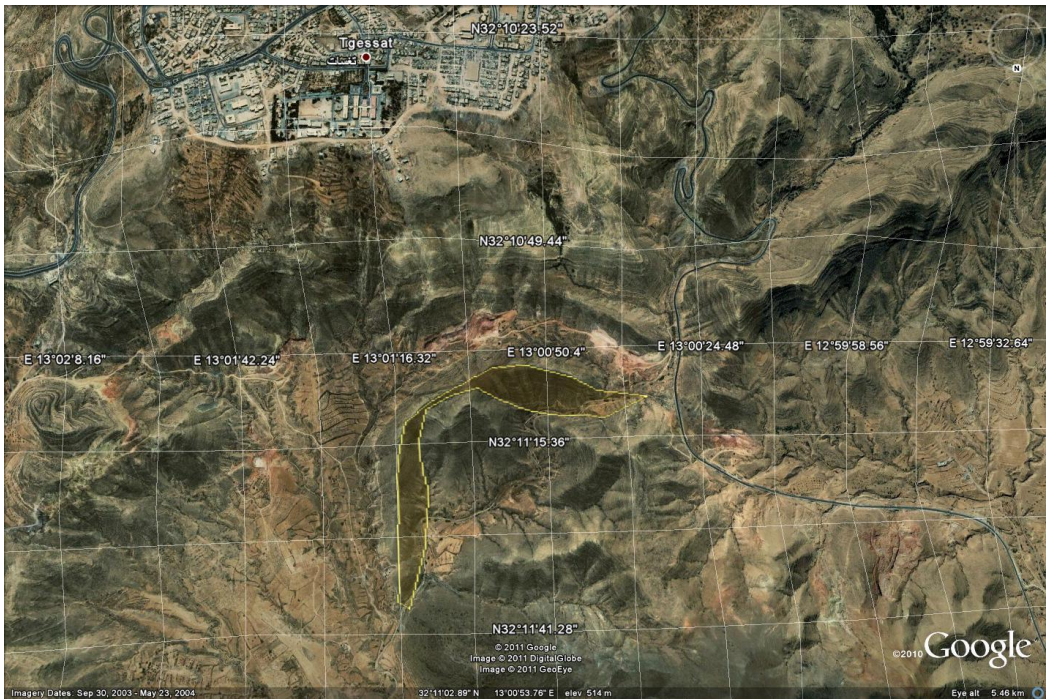 N32°10'23.52"
Tigessat
تغسات
N
N32°10'49.44"
E 13°02'8.16"
E 13°01'42.24"
E 13°01'16.32"
E 13°00'50.4"
E 13°00'24.48"
E 12°59'58.56"
E 12°59'32.64"
N32°11'15.36"
N32°11'41.28"
© 2011 Google
Image © 2011 DigitalGlobe
Image © 2011 GeoEye
©2010 Google
Imagery Dates: Sep 30, 2003 - May 23, 2004
32°11'02.89" N 13°00'53.76" E elev 514 m
Eye alt 5.46 km